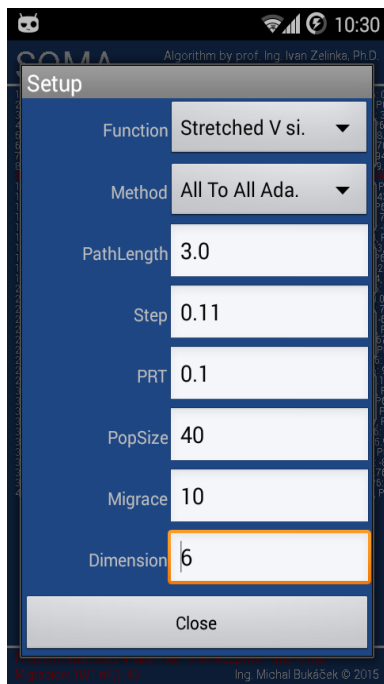 10:30
SOMA
Algorithm by prof. Ing. Ivan Zelinka, Ph.D.
Setup
Function Stretched V si.
Method All To All Ada.
PathLength 3.0
Step 0.11
PRT 0.1
PopSize 40
Migrace 10
Dimension 6
Close
Ing. Michal Bukáček © 2015